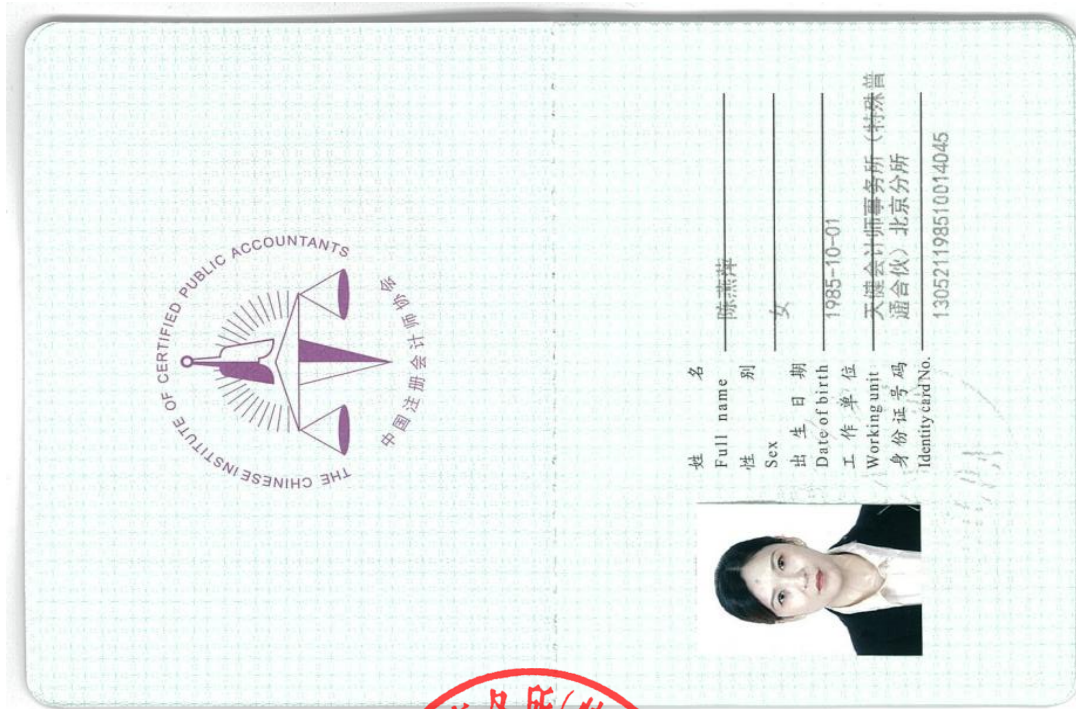 THE CHINESE INSTITUTE OF CERTIFIED PUBLIC ACCOUNTANTS
中国注册会计师协会
姓 名 陈燕萍
Full name
性 别
Sex 女
出 生 日 期
Date of birth 1985-10-01
工 作 单 位
Working unit 天健会计师事务所（特殊普
通合伙）北京分所
身 份 证 号 码
Identity card No. 130521198510014045